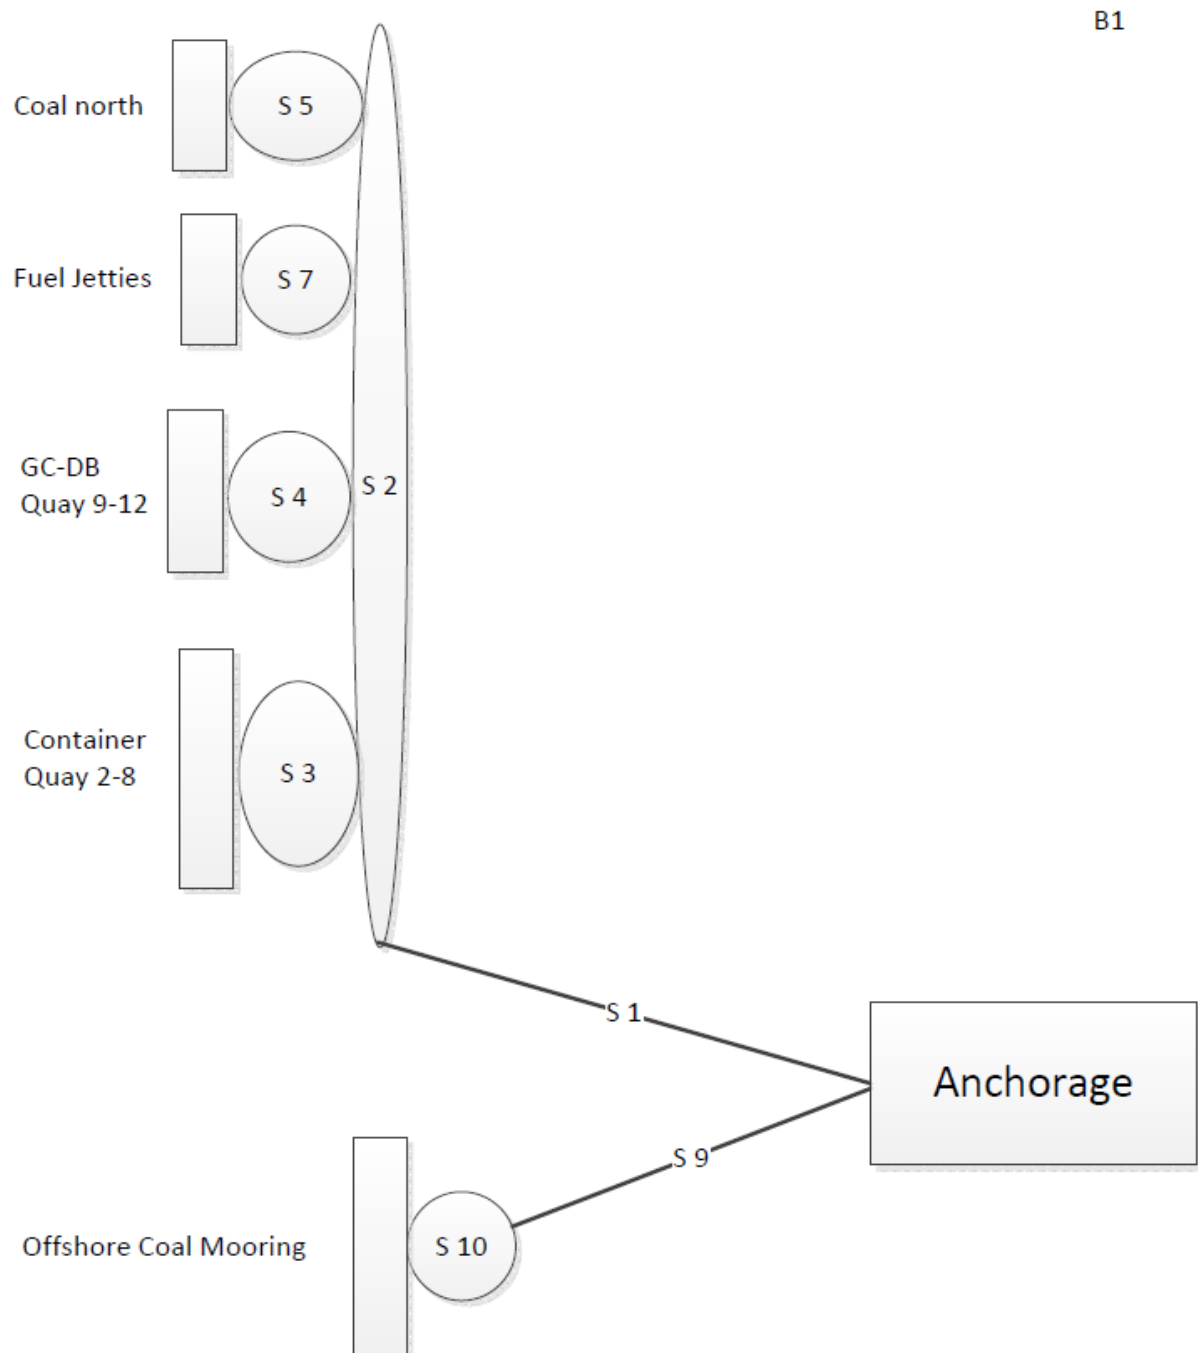 B1
Coal north
S 5
Fuel Jetties
S 7
GC-DB
Quay 9-12
S 4
S 2
Container
Quay 2-8
S 3
S 1
Anchorage
S 9
Offshore Coal Mooring
S 10